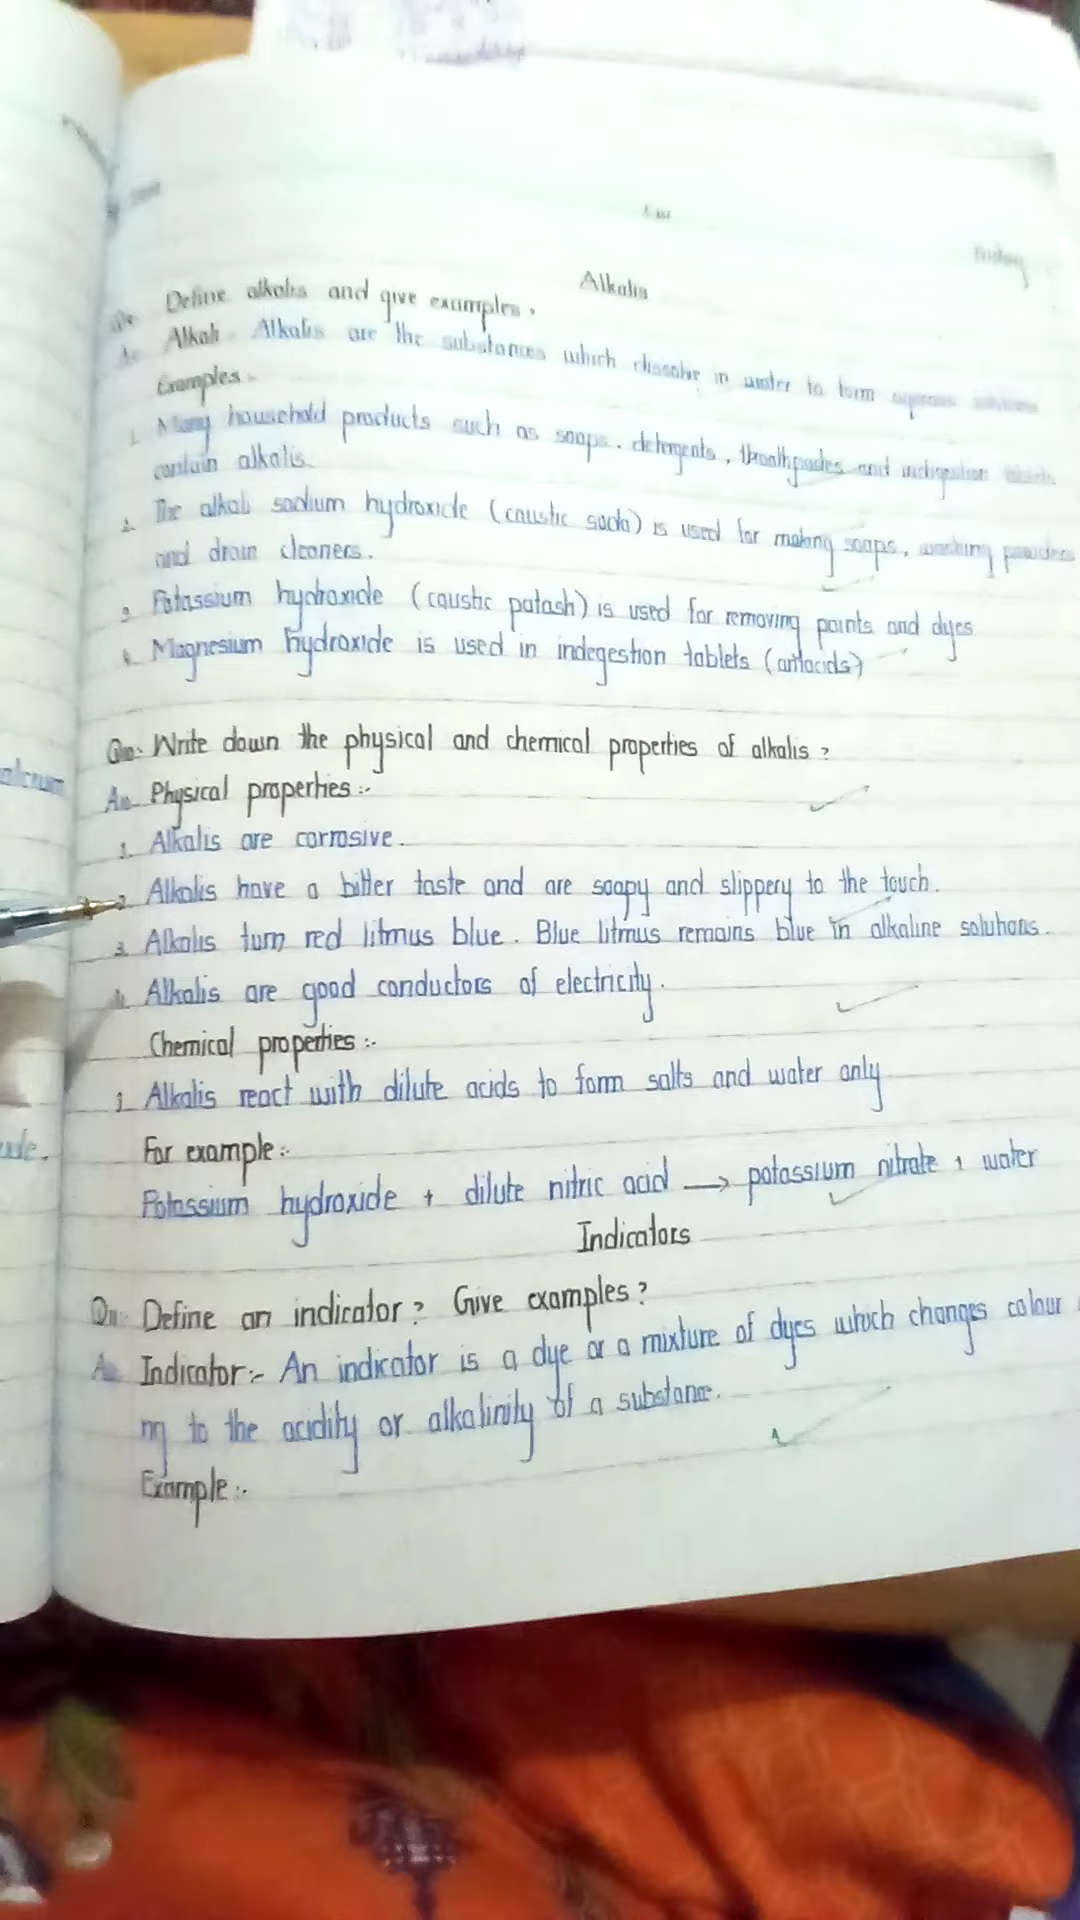 Alkalis
Define alkalis and give examples.
Alkali Alkalis are the substances which dissolve in water to form aqueous solutions
Examples:-
1. Many household products such as soaps, detergents, and indigestion
contain alkalis.
2. The alkali sodium hydroxide (caustic soda) is used for making soaps, washing powders
and drain cleaners.
3. Potassium hydroxide (caustic potash) is used for removing paints and dyes
4. Magnesium hydroxide is used in indegestion tablets (antacids)
Write down the physical and chemical properties of alkalis?
Ans Physical properties:-
1. Alkalis are corrosive.
2. Alkalis have a bitter taste and are soapy and slippery to the touch.
3. Alkalis turn red litmus blue. Blue litmus remains blue in alkaline solutions.
4. Alkalis are good conductors of electricity.
Chemical properties:-
1. Alkalis react with dilute acids to form salts and water only
For example:-
Potassium hydroxide + dilute nitric acid → potassium nitrate + water
Indicators
Q11: Define an indicator? Give examples?
Indicator:- An indicator is a dye or a mixture of dyes which changes colour
ng to the acidity or alkalinity of a substance.
Example:-